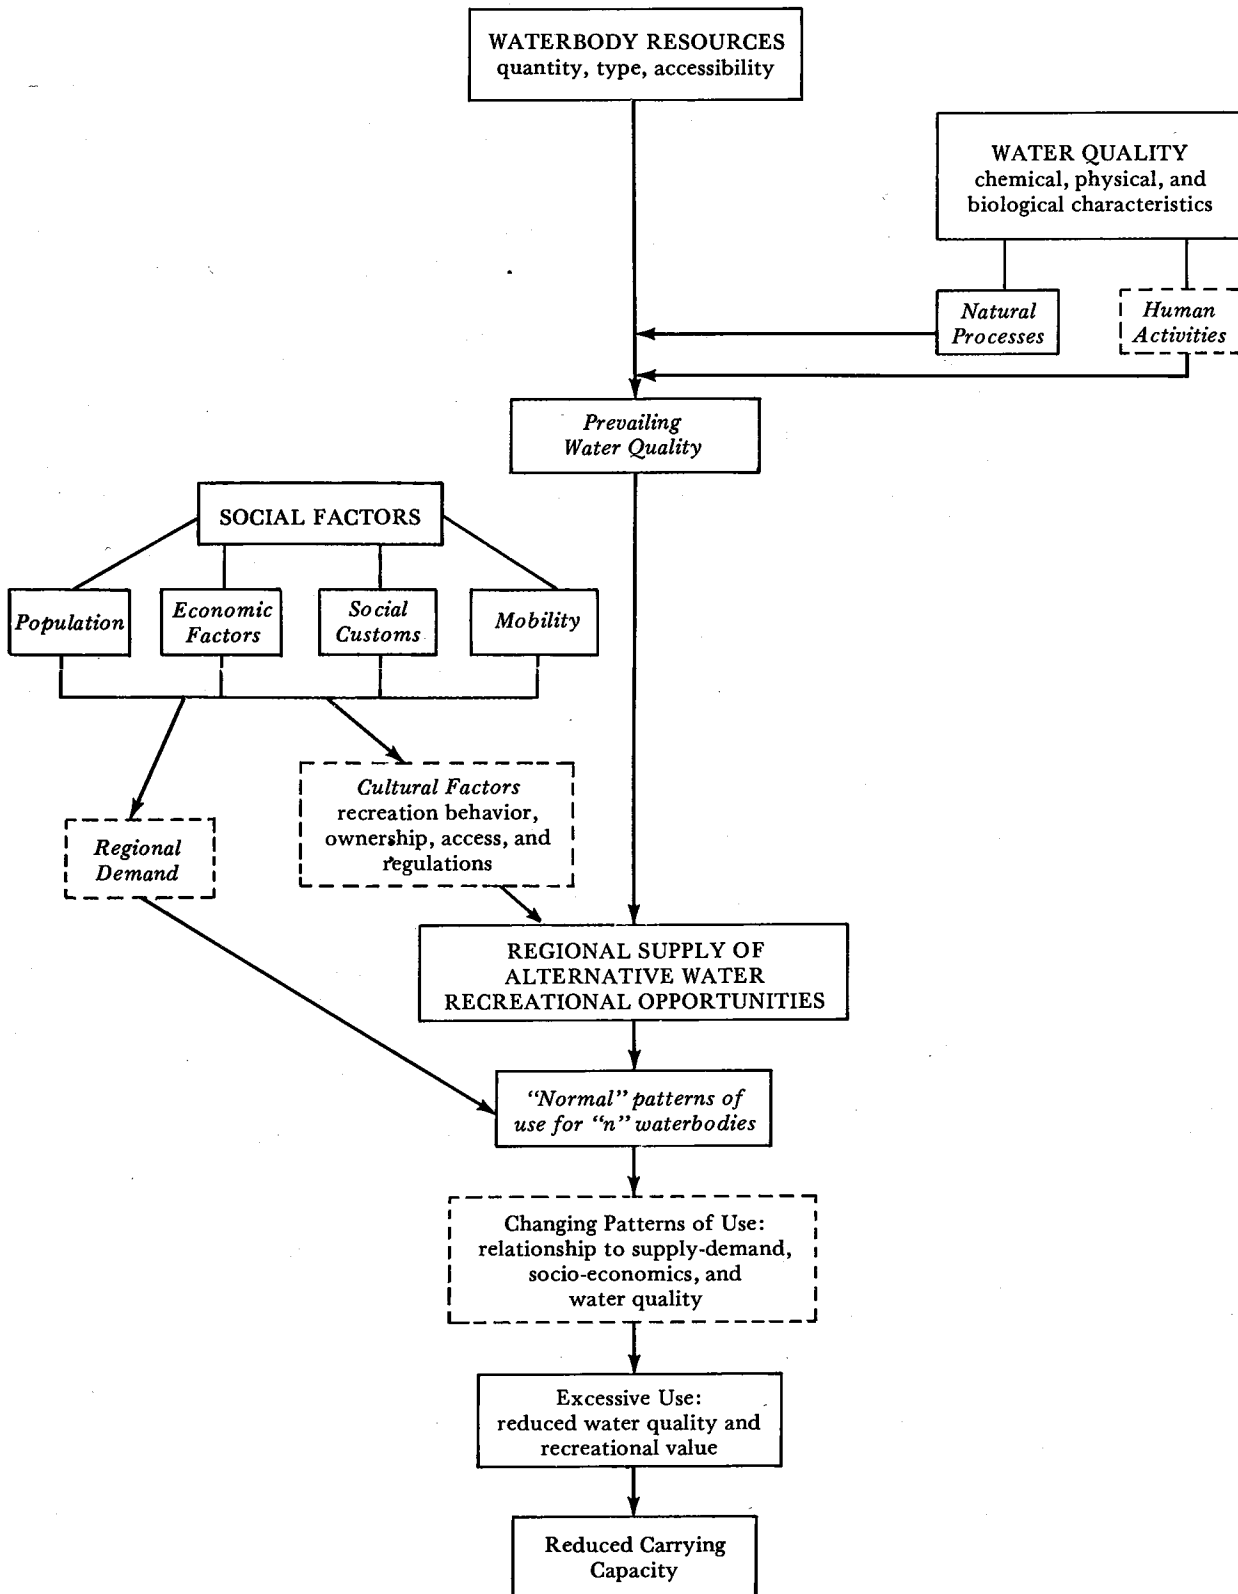 WATERBODY RESOURCES
quantity, type, accessibility
WATER QUALITY
chemical, physical, and
biological characteristics
Natural
Processes
Human
Activities
Prevailing
Water Quality
SOCIAL FACTORS
Population
Economic
Factors
Social
Customs
Mobility
Cultural Factors
recreation behavior,
ownership, access, and
regulations
Regional
Demand
REGIONAL SUPPLY OF
ALTERNATIVE WATER
RECREATIONAL OPPORTUNITIES
“Normal” patterns of
use for “n” waterbodies
Changing Patterns of Use:
relationship to supply-demand,
socio-economics, and
water quality
Excessive Use:
reduced water quality and
recreational value
Reduced Carrying
Capacity